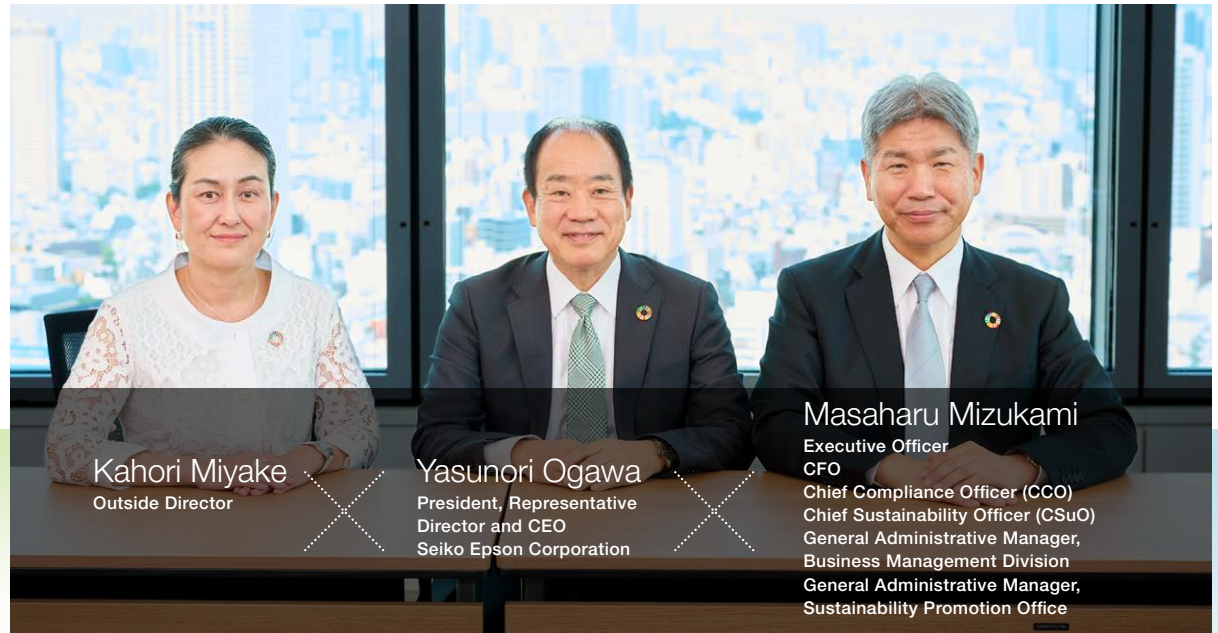 Kahori Miyake
Outside Director
Yasunori Ogawa
President, Representative
Director and CEO
Seiko Epson Corporation
Masaharu Mizukami
Executive Officer
CFO
Chief Compliance Officer (CCO)
Chief Sustainability Officer (CSuO)
General Administrative Manager,
Business Management Division
General Administrative Manager,
Sustainability Promotion Office